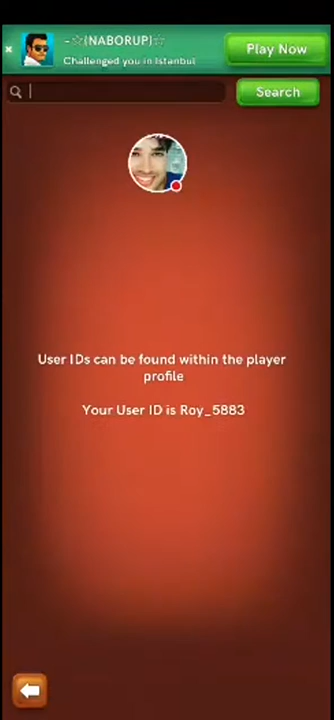 -☆(NABORUP)☆
Challenged you in Istanbul
Play Now
Search
User IDs can be found within the player
profile
Your User ID is Roy_5883